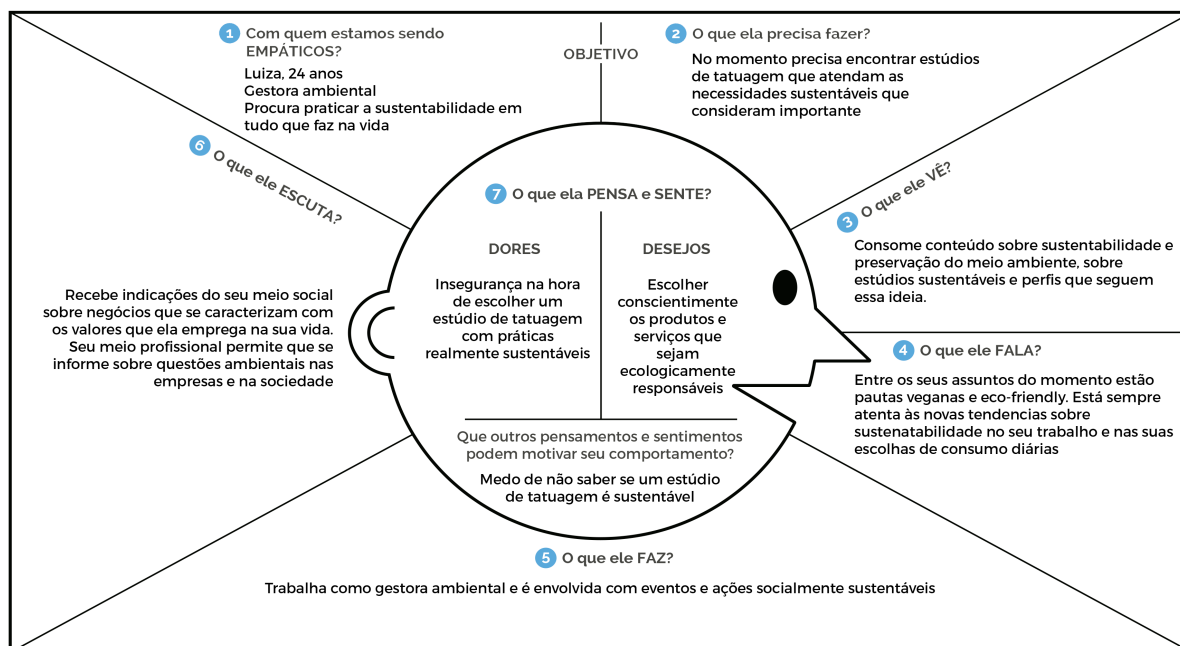 1 Com quem estamos sendo
EMPÁTICOS?
Luiza, 24 anos
Gestora ambiental
Procura praticar a sustentabilidade em
tudo que faz na vida
OBJETIVO
2 O que ela precisa fazer?
No momento precisa encontrar estúdios
de tatuagem que atendam as
necessidades sustentáveis que
consideram importante
3 O que ele VÊ?
Consome conteúdo sobre sustentabilidade e
preservação do meio ambiente, sobre
estúdios sustentáveis e perfis que seguem
essa ideia.
4 O que ele FALA?
Entre os seus assuntos do momento estão
pautas veganas e eco-friendly. Está sempre
atenta às novas tendencias sobre
sustenatabilidade no seu trabalho e nas suas
escolhas de consumo diárias
5 O que ele FAZ?
Trabalha como gestora ambiental e é envolvida com eventos e ações socialmente sustentáveis
6 O que ele ESCUTA?
Recebe indicações do seu meio social
sobre negócios que se caracterizam com
os valores que ela emprega na sua vida.
Seu meio profissional permite que se
informe sobre questões ambientais nas
empresas e na sociedade
7 O que ela PENSA e SENTE?
DORES
Insegurança na hora
de escolher um
estúdio de tatuagem
com práticas
realmente sustentáveis
DESEJOS
Escolher
conscientimente
os produtos e
serviços que
sejam
ecologicamente
responsáveis
Que outros pensamentos e sentimentos
podem motivar seu comportamento?
Medo de não saber se um estúdio
de tatuagem é sustentável